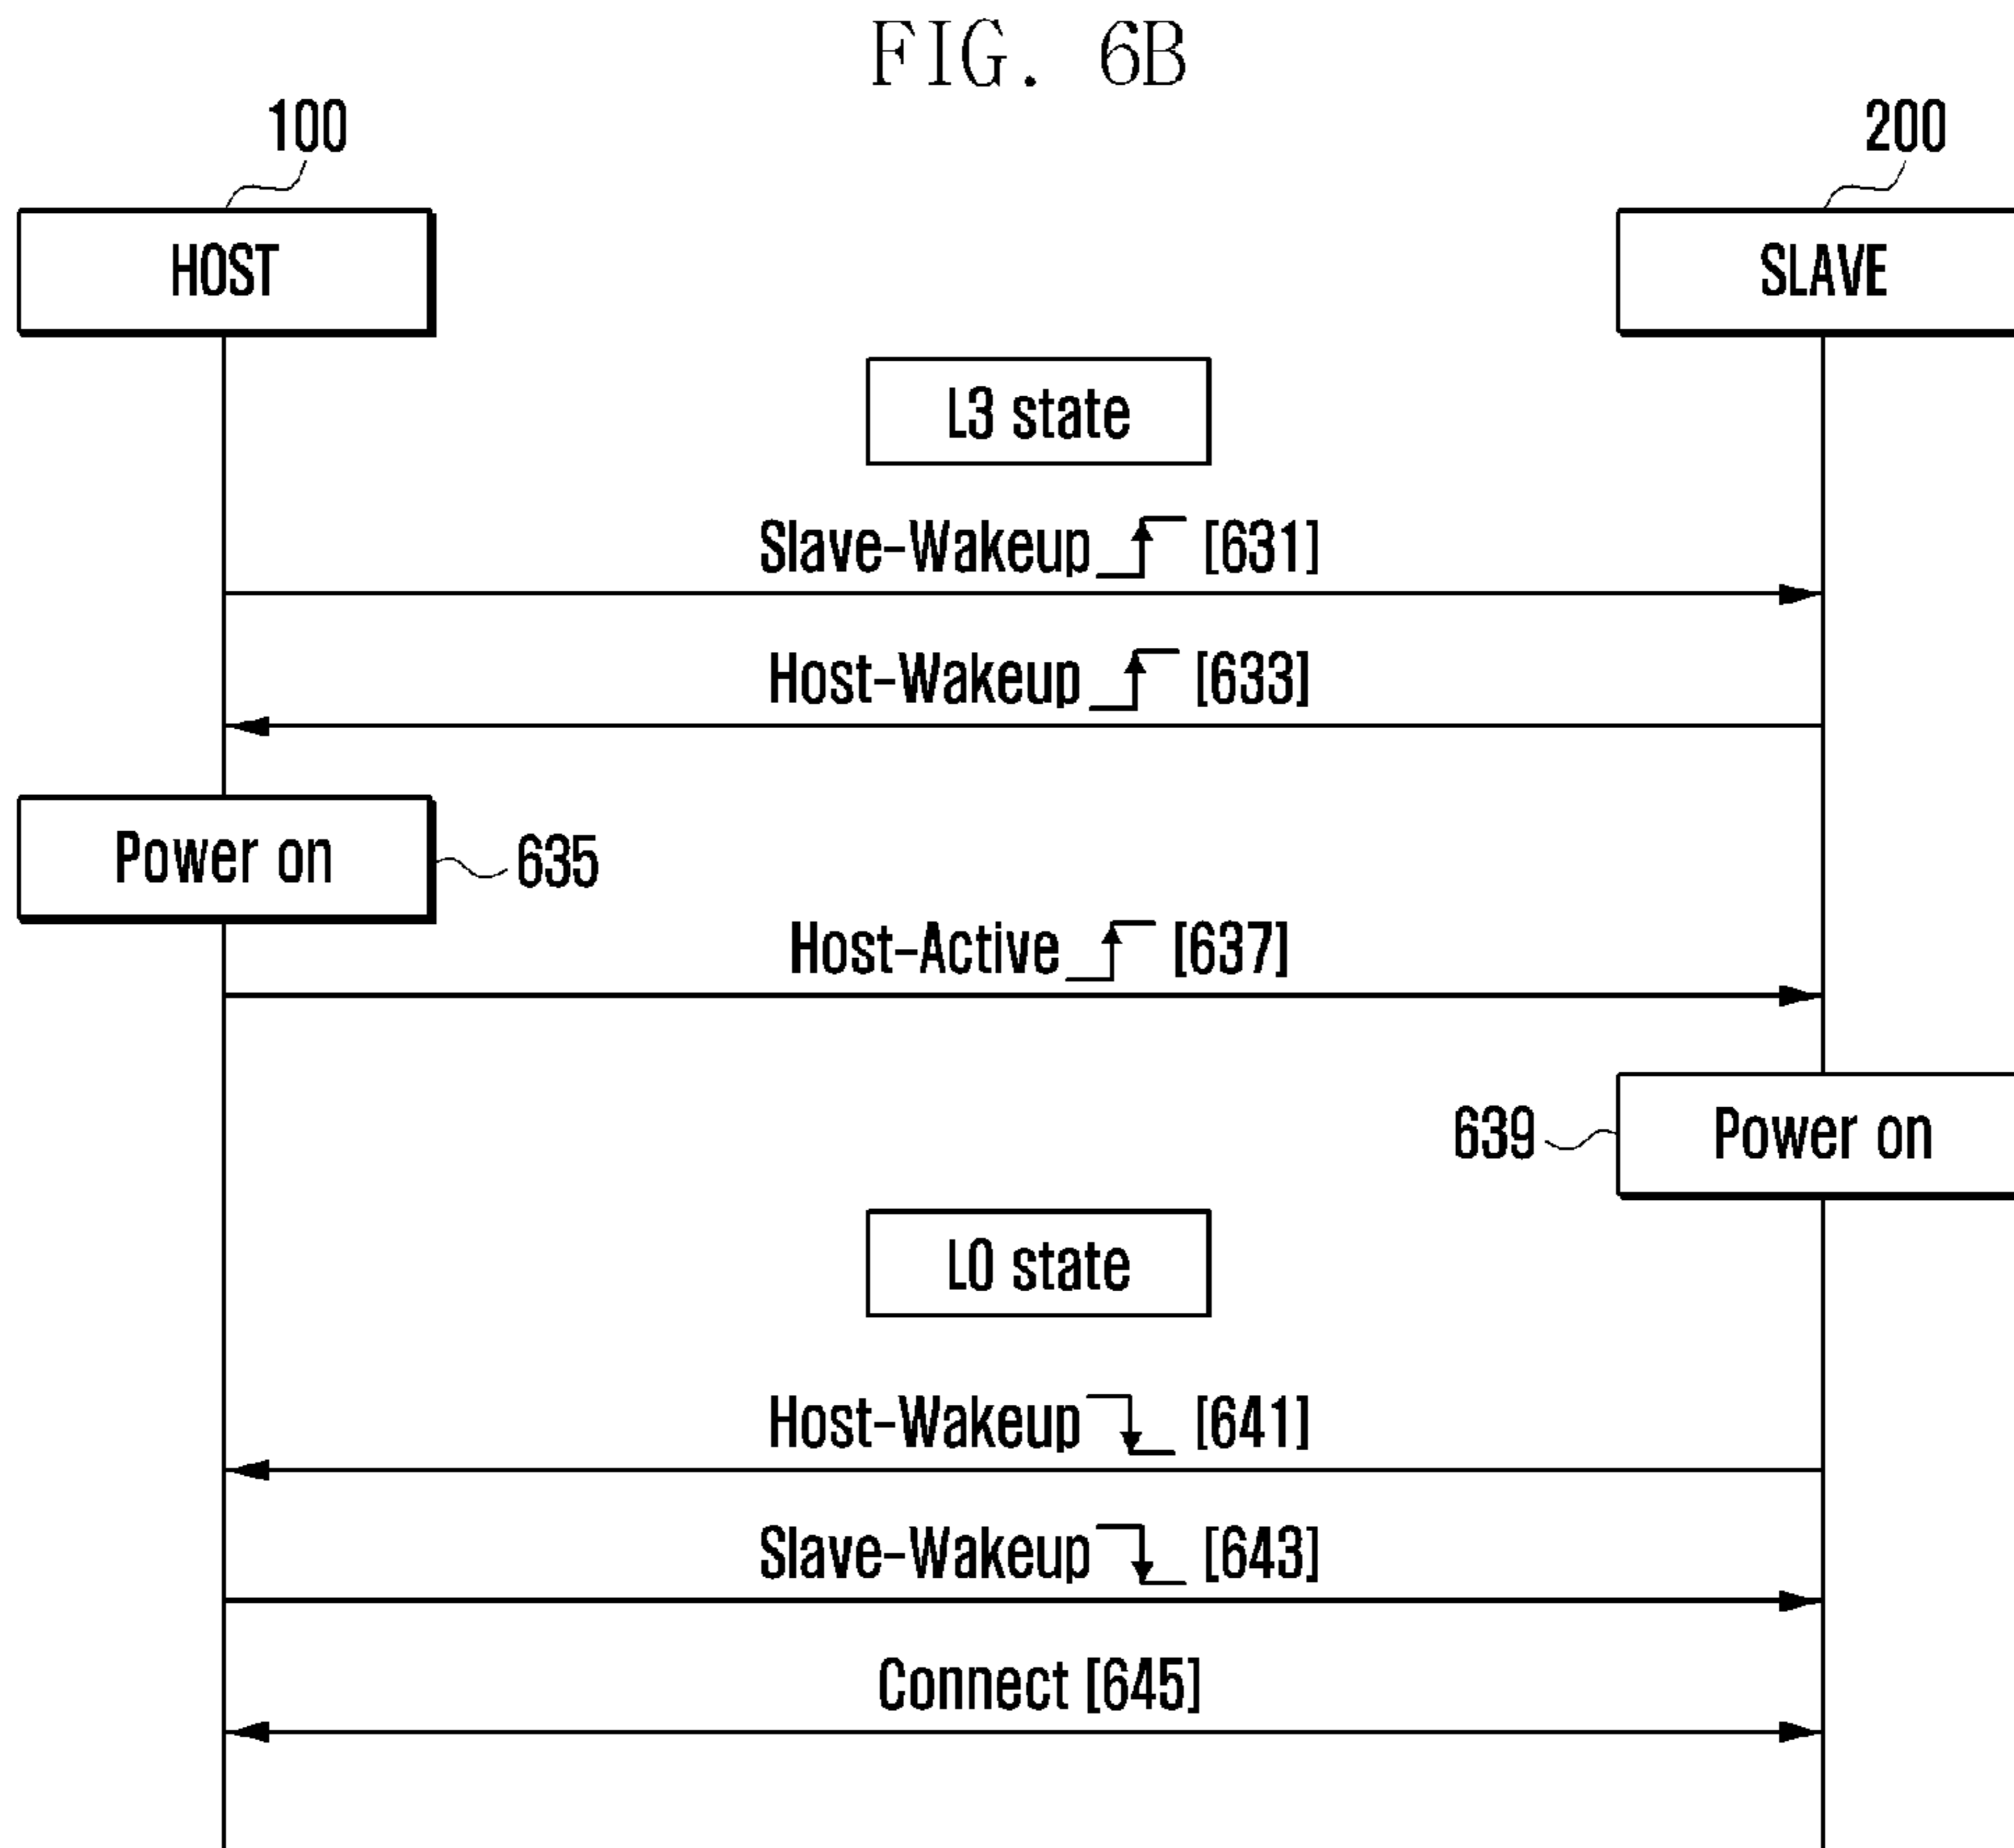 FIG. 6B
100
200
HOST
SLAVE
L3 state
Slave-Wakeup [631]
Host-Wakeup [633]
Power on
635
Host-Active [637]
639
Power on
L0 state
Host-Wakeup [641]
Slave-Wakeup [643]
Connect [645]